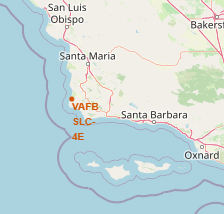 San Luis
Obispo
Bakers
Santa Maria
VAFB
SLC-
4E
Santa Barbara
Oxnard